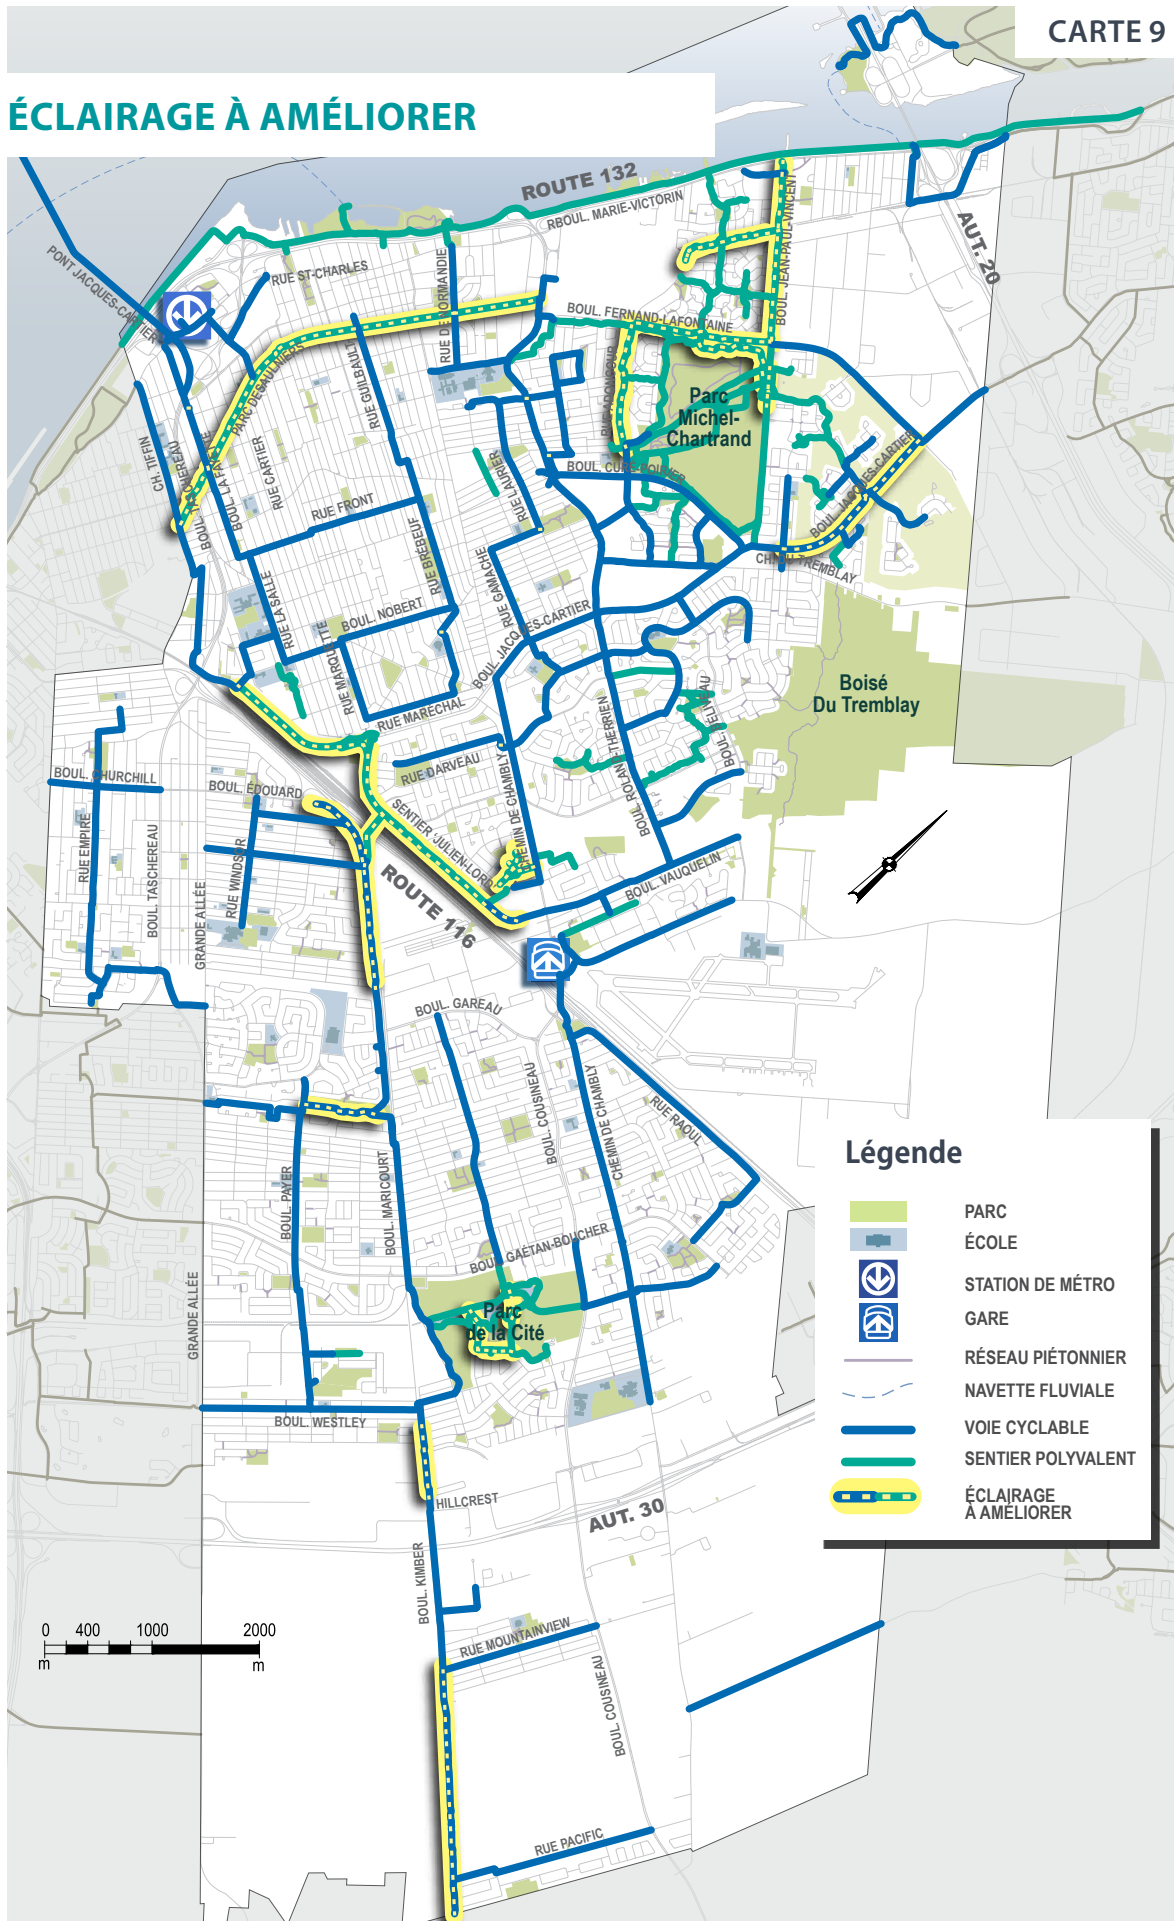 CARTE 9
ÉCLAIRAGE À AMÉLIORER
ROUTE 132
RBOUL. MARIE-VICTORIN
AUT. 20
PONT JACQUES-CARTIER
RUE ST-CHARLES
RUE DE NORMANDIE
BOUL. JEAN-PAUL-VINCENT
BOUL. FERNAND-LAFONTAINE
PARC DESAULNIERS
RUE GUILBAULT
Parc
Michel-
Chartrand
CH. TIFFIN
RUE CARTIER
RUE LAURIER
BOUL. CURÉ-POIRIER
BOUL. JACQUES-CARTIER
RUE FRONT
RUE BRÉBEUF
RUE GAMACHE
CH. DU TREMBLAY
RUE LA SALLE
BOUL. NOBERT
BOUL. JACQUES-CARTIER
RUE MARQUETTE
RUE MARÉCHAL
Boisé
Du Tremblay
BOUL. ROLAND-THERRIEN
RUE DARVEAU
CHEMIN DE CHAMBLY
BOUL. CHURCHILL
BOUL. ÉDOUARD
SENTIER JULIEN-LORD
RUE EMPIRE
BOUL. TASCHEREAU
RUE WINDSOR
GRANDE ALLÉE
ROUTE 116
BOUL. VAUQUELIN
BOUL. GAREAU
BOUL. COUSINEAU
CHEMIN DE CHAMBLY
RUE RAOUL
BOUL. PAYER
BOUL. MARICOURT
BOUL. GAÉTAN-BOUCHER
GRANDE ALLÉE
Parc
de la Cité
BOUL. WESTLEY
HILLCREST
AUT. 30
BOUL. KIMBER
RUE MOUNTAINVIEW
BOUL. COUSINEAU
RUE PACIFIC
0 400 1000 2000
m m
Légende
PARC
ÉCOLE
STATION DE MÉTRO
GARE
RÉSEAU PIÉTONNIER
NAVETTE FLUVIALE
VOIE CYCLABLE
SENTIER POLYVALENT
ÉCLAIRAGE
À AMÉLIORER